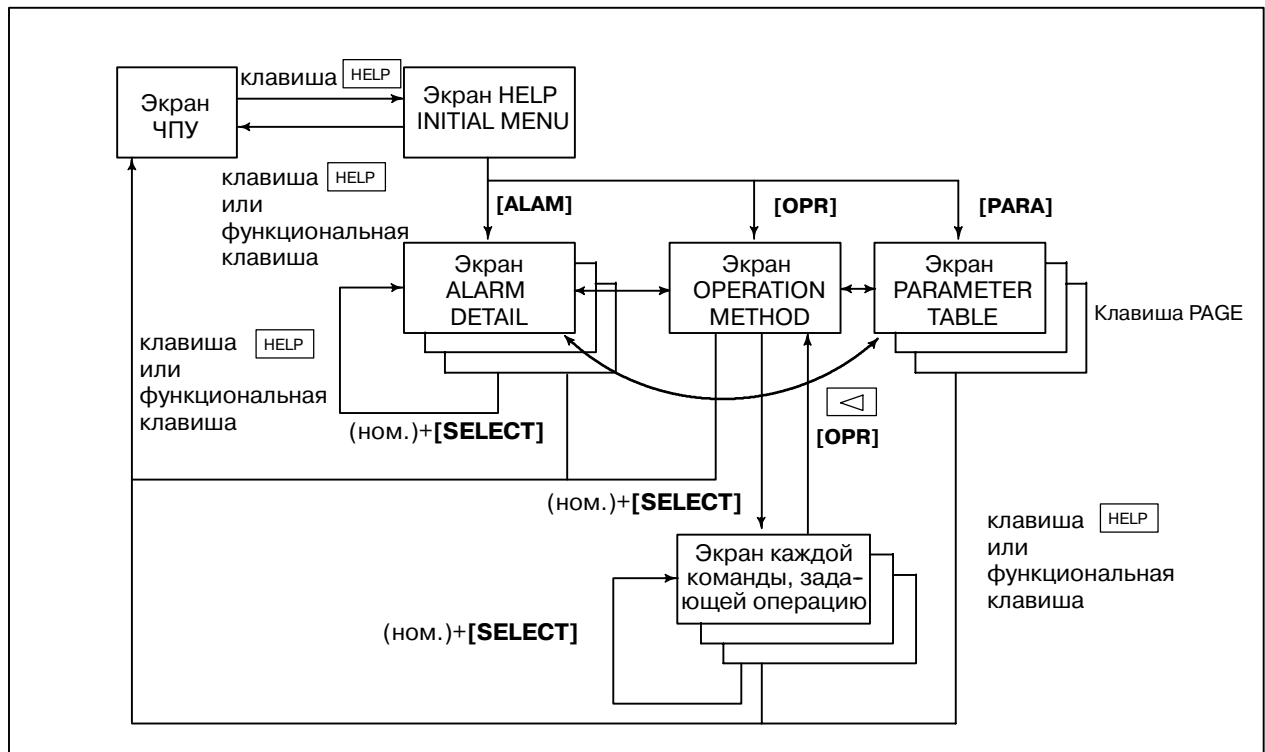 клавиша HELP
Экран
ЧПУ
Экран HELP
INITIAL MENU
клавиша HELP
или
функциональная
клавиша
[ALAM]
[OPR]
[PARA]
Экран
ALARM
DETAIL
Экран
OPERATION
METHOD
Экран
PARAMETER
TABLE
Клавиша PAGE
клавиша HELP
или
функциональная
клавиша
(ном.)+[SELECT]
[OPR]
(ном.)+[SELECT]
клавиша HELP
или
функциональная
клавиша
Экран каждой
команды, зада-
ющей операцию
(ном.)+[SELECT]